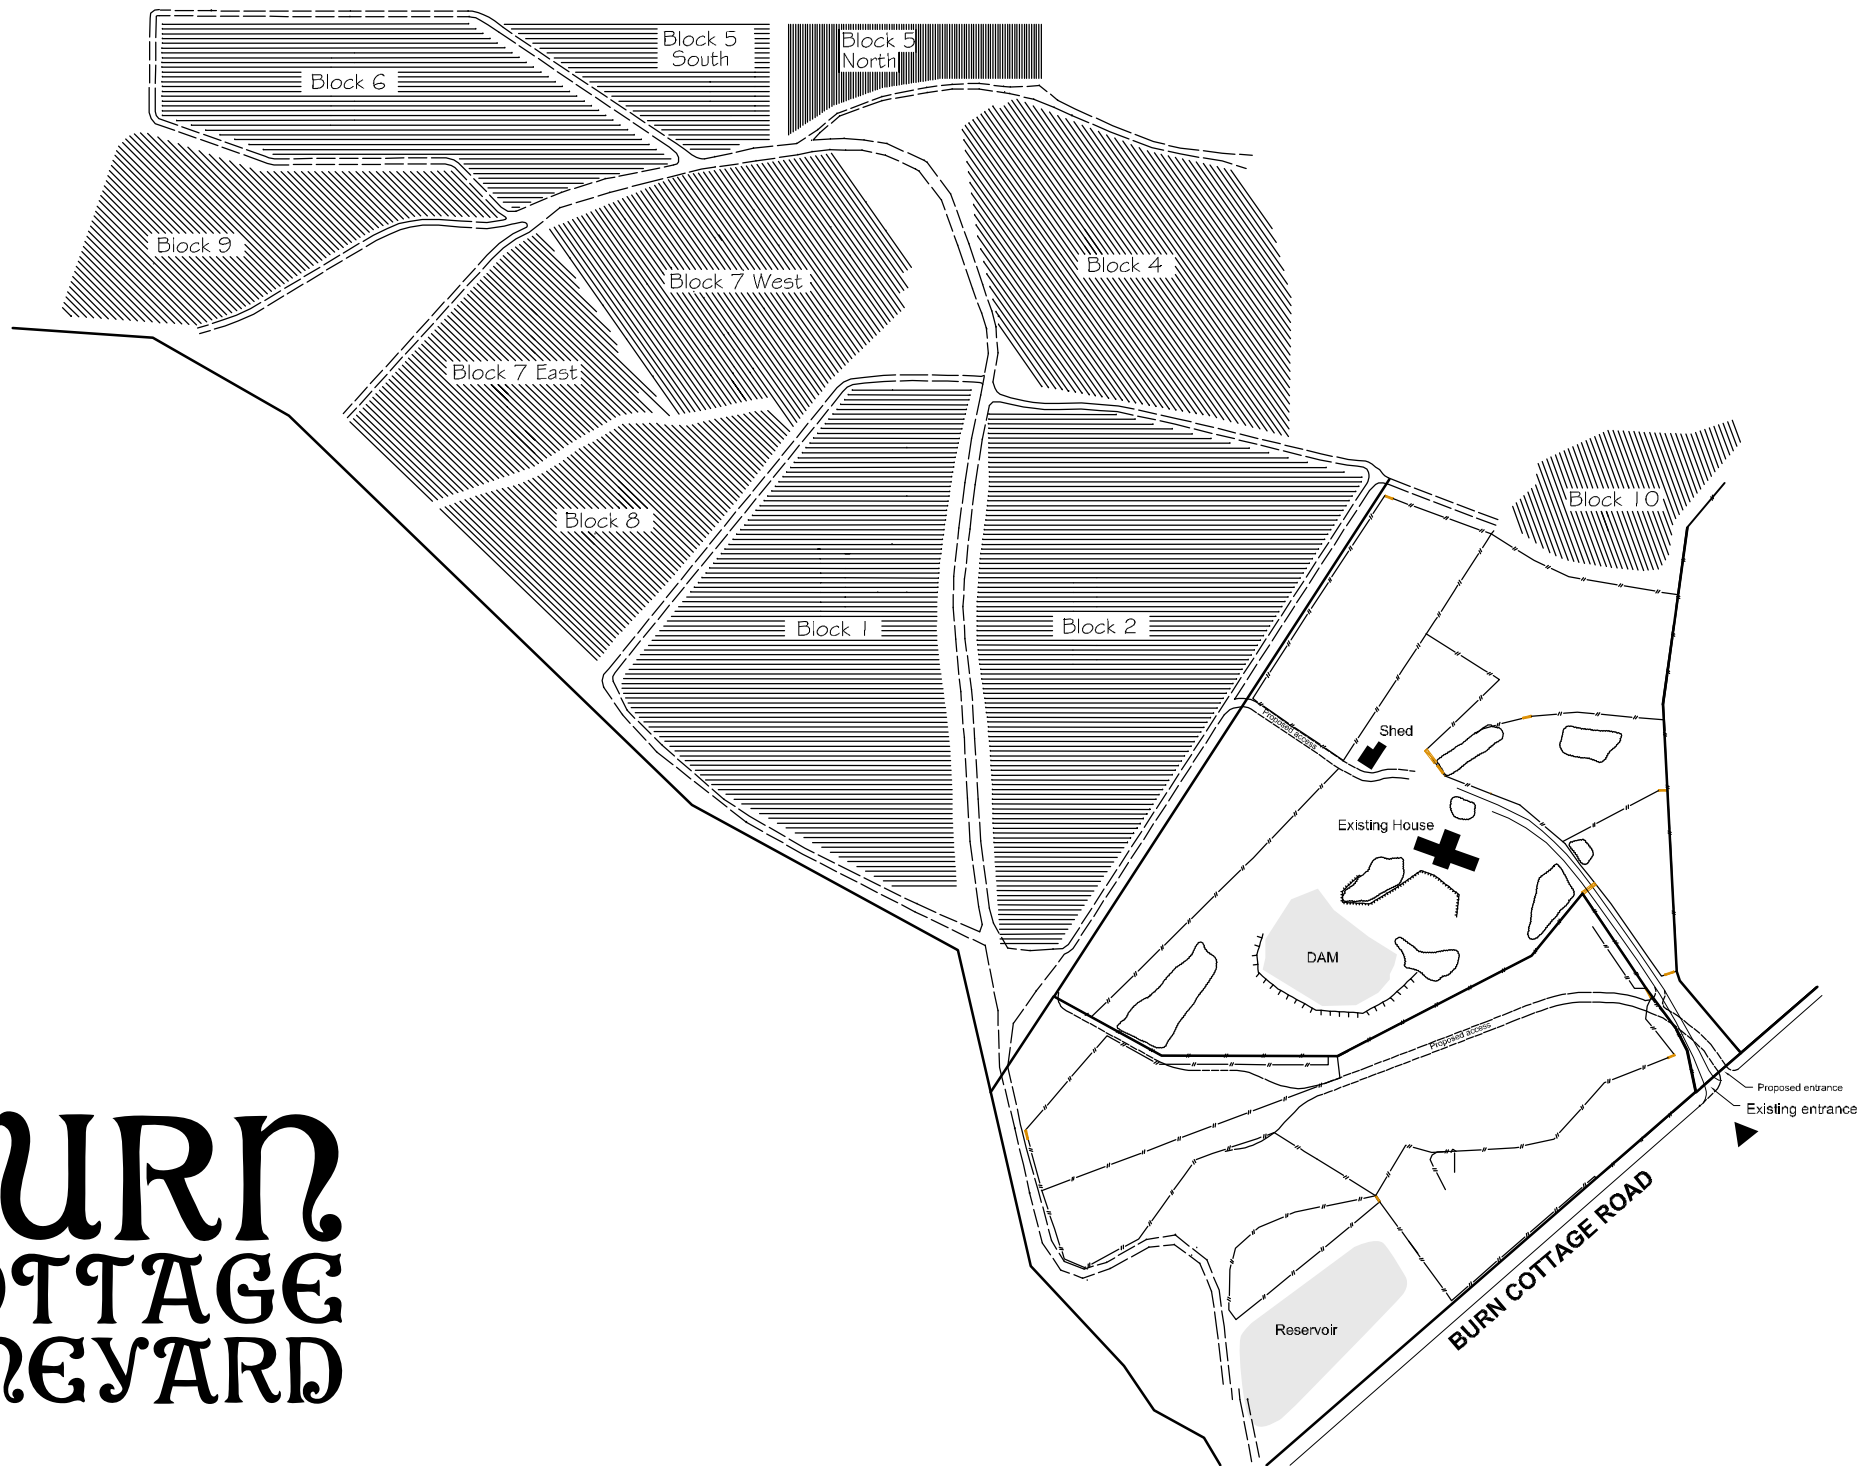 Block 5
South
Block 5
North
Block 6
Block 9
Block 7 West
Block 4
Block 7 East
Block 10
Block 8
Block 1
Block 2
Proposed access
Shed
Existing House
DAM
Proposed access
Proposed entrance
Existing entrance
BURN COTTAGE ROAD
Reservoir
URN
OTTAGE
NEYARD